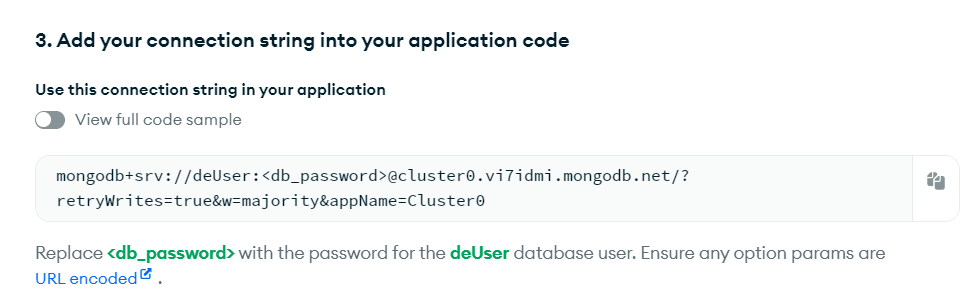 3. Add your connection string into your application code
Use this connection string in your application
View full code sample
mongodb+srv://deUser:<db_password>@cluster0.vi7idmi.mongodb.net/?
retryWrites=true&w=majority&appName=Cluster0
Replace <db_password> with the password for the deUser database user. Ensure any option params are
URL encoded .